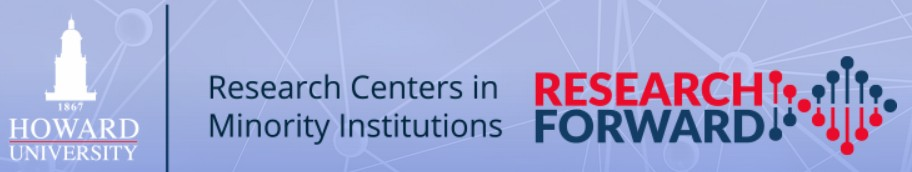 1867
HOWARD
UNIVERSITY
Research Centers in
Minority Institutions
RESEARCH
FORWARD